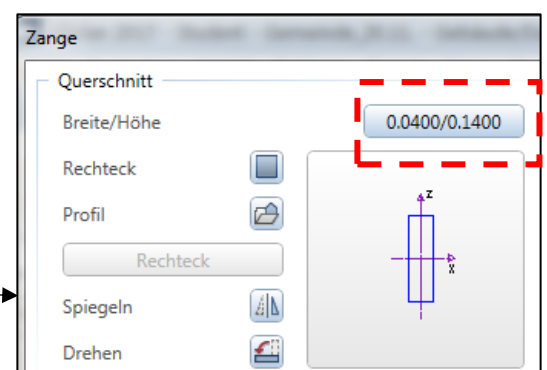 Zange
Querschnitt
Breite/Höhe 0.0400/0.1400
Rechteck
Profil
Rechteck
Spiegeln
Drehen
z
x